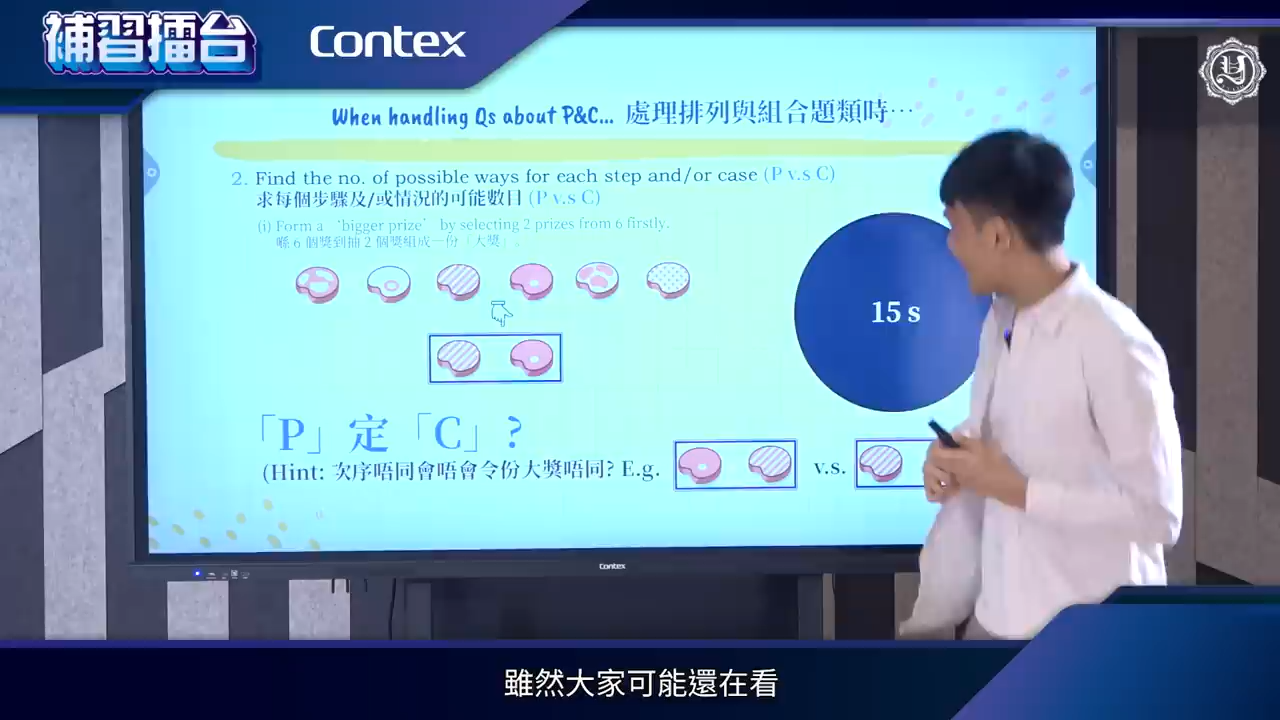 補習擂台
Contex
When handling Qs about P&C... 處理排列與組合題類時…
2. Find the no. of possible ways for each step and/or case (P v.s C)
求每個步驟及/或情況的可能數目 (P v.s C)
(i) Form a ‘bigger prize’ by selecting 2 prizes from 6 firstly.
喺 6 個獎到抽 2 個獎組成一份「大獎」.
15 s
「P」定「C」?
(Hint: 次序唔同會唔會令份大獎唔同? E.g.
v.s.
Contex
雖然大家可能還在看